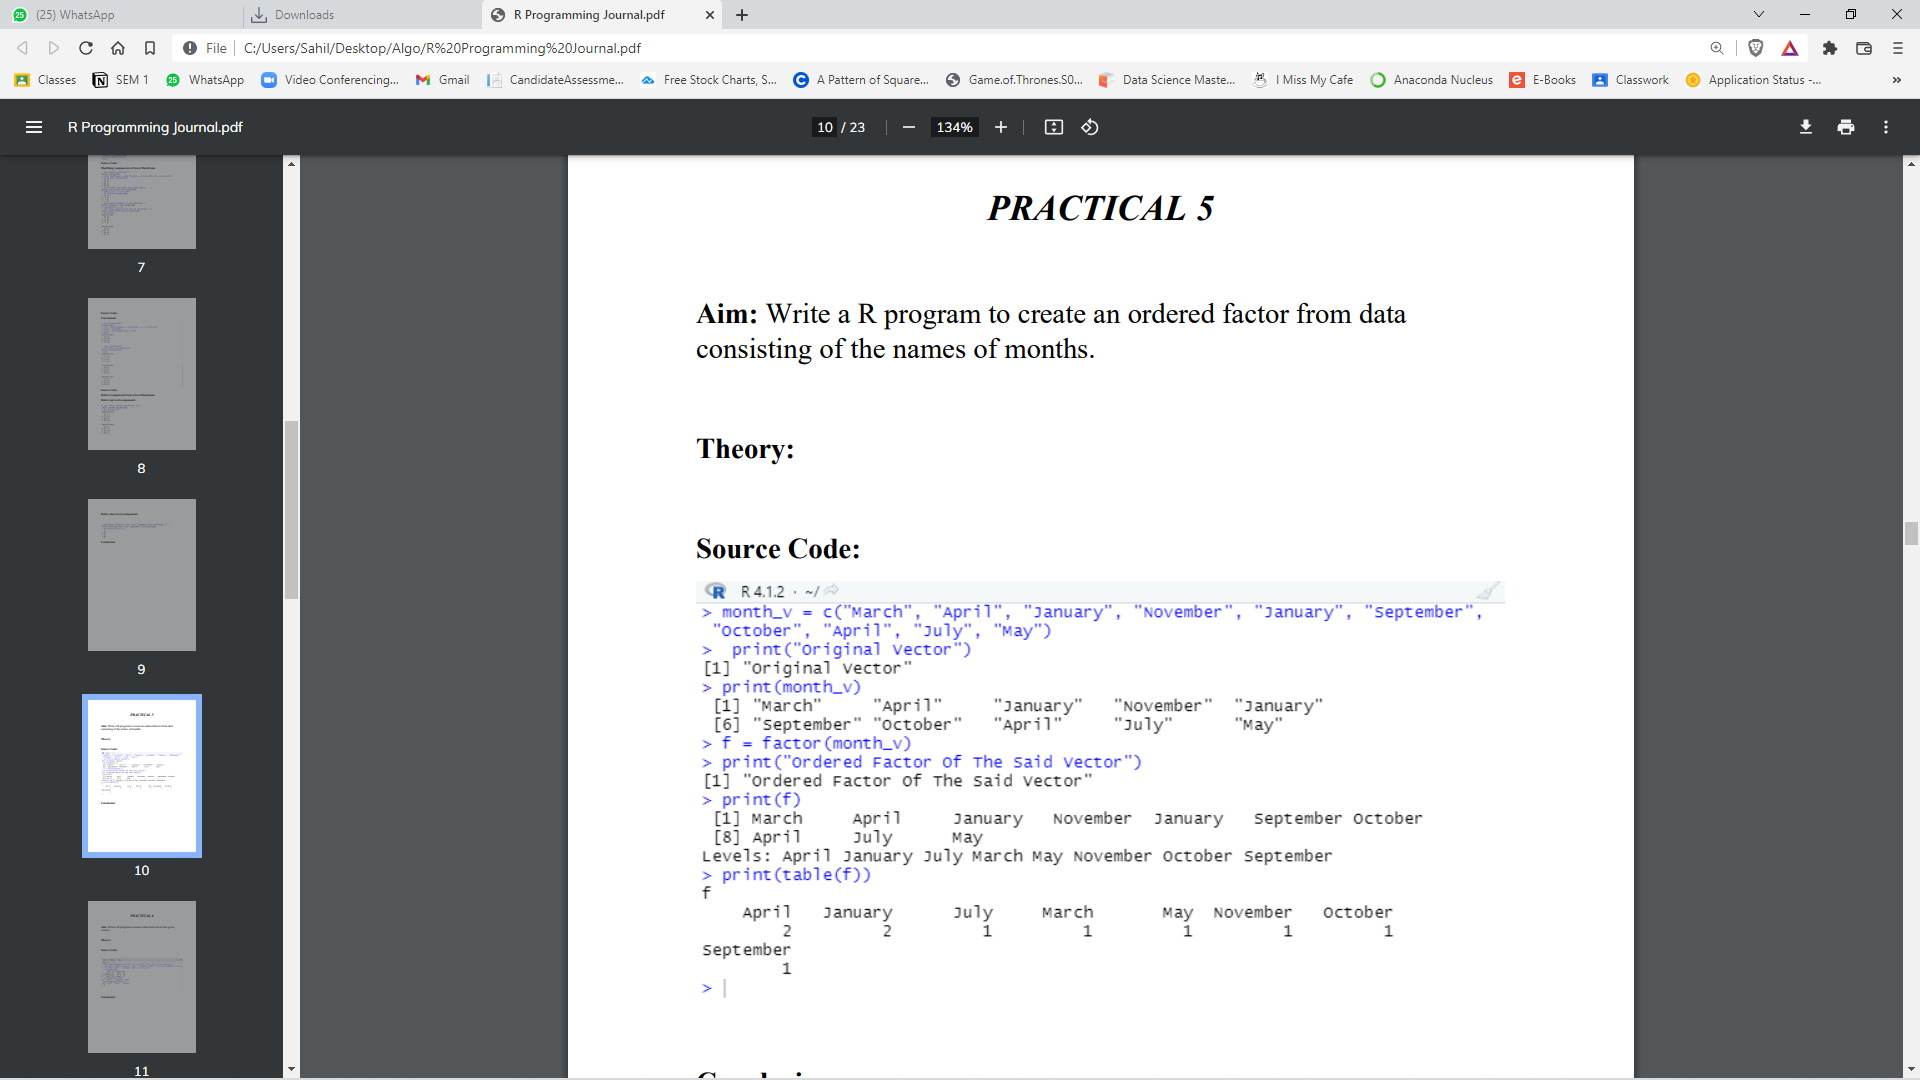 (25) WhatsApp
Downloads
R Programming Journal.pdf
File
C:/Users/Sahil/Desktop/Algo/R%20Programming%20Journal.pdf
Classes
SEM 1
WhatsApp
Video Conferencing...
Gmail
CandidateAssessme...
Free Stock Charts, S...
A Pattern of Square...
Game.of.Thrones.S0...
Data Science Maste...
I Miss My Cafe
Anaconda Nucleus
E-Books
Classwork
Application Status -...
R Programming Journal.pdf
10 / 23
134%
7
8
9
10
11
PRACTICAL 5
Aim: Write a R program to create an ordered factor from data
consisting of the names of months.
Theory:
Source Code:
R 4.1.2 · ~/
> month_v = c("March", "April", "January", "November", "January", "September",
"October", "April", "July", "May")
> print("Original Vector")
[1] "Original Vector"
> print(month_v)
[1] "March" "April" "January" "November" "January"
[6] "September" "October" "April" "July" "May"
> f = factor(month_v)
> print("Ordered Factor Of The Said Vector")
[1] "Ordered Factor Of The Said Vector"
> print(f)
[1] March April January November January September October
[8] April July May
Levels: April January July March May November October September
> print(table(f))
f
April January July March May November October
2 2 1 1 1 1 1
September
1
>